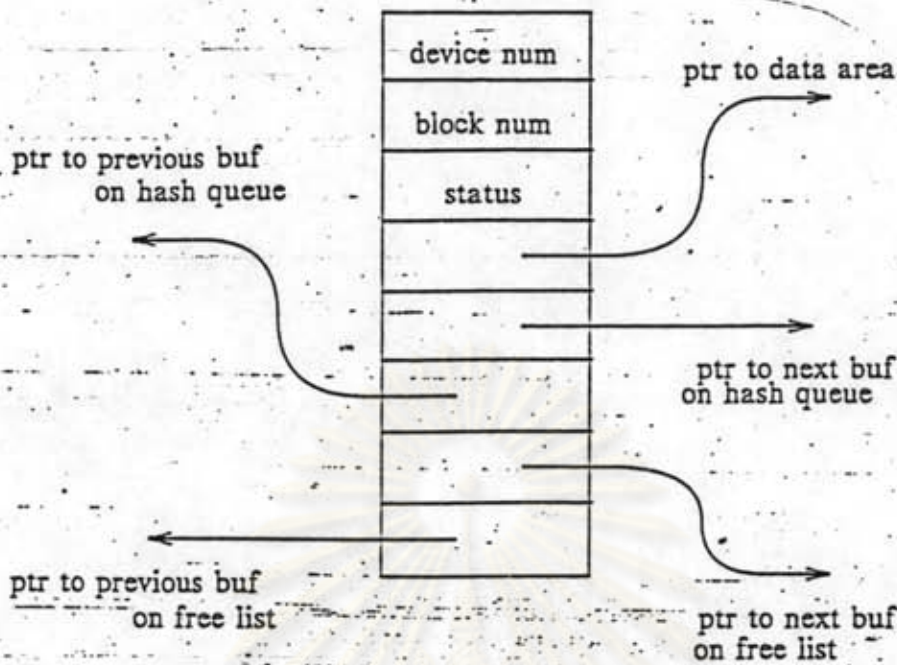 device num
ptr to data area
block num
ptr to previous buf
on hash queue
status
ptr to next buf
on hash queue
ptr to previous buf
on free list
ptr to next buf
on free list